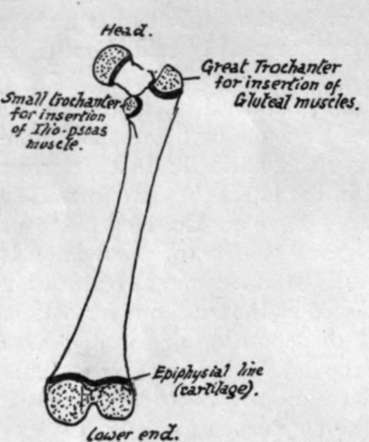 Head.
Great Trochanter
for insertion of
Gluteal muscles.
Small trochanter
for insertion
of Ilio-psoas
muscle.
Epiphysial line
(cartilage).
Lower end.